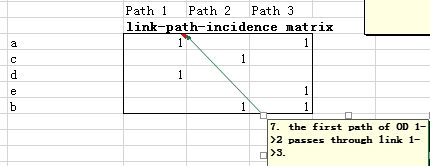 Path 1 Path 2 Path 3
link-path-incidence matrix
a 1 1
c 1
d 1
e 1
b 1 1
7. the first path of OD 1-
>2 passes through link 1-
>3.